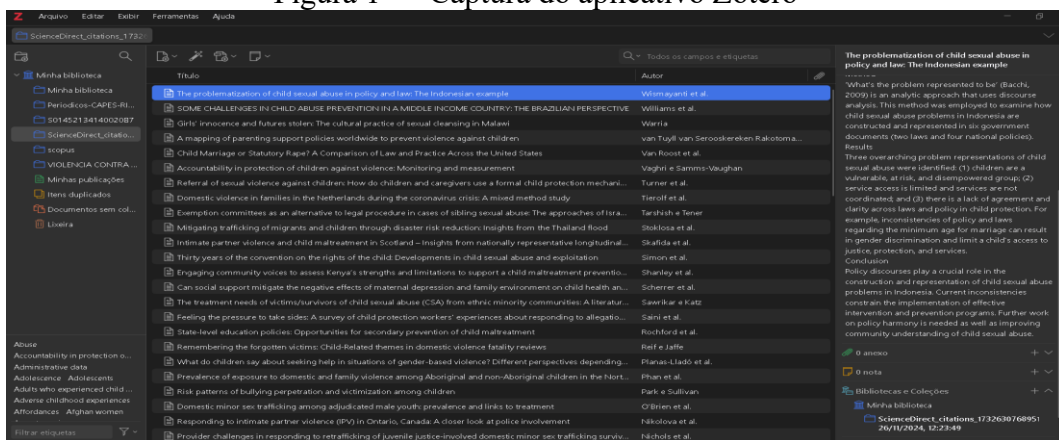 Arquivo Editar Exibir Ferramentas Ajuda
ScienceDirect_citations_1732
Todos os campos e etiquetas
Minha biblioteca
Minha biblioteca
Periodicos-CAPES-RI...
S0145213414002087
ScienceDirect_citatio...
scopus
VIOLENCIA CONTRA ...
Minhas publicações
Itens duplicados
Documentos sem col...
Lixeira
Abuse
Accountability in protection o...
Administrative data
Adolescence Adolescents
Adults who experienced child ...
Adverse childhood experiences
Affordances Afghan women
Filtrar etiquetas
Título Autor
The problematization of child sexual abuse in policy and law: The Indonesian example Wismayanti et al.
SOME CHALLENGES IN CHILD ABUSE PREVENTION IN A MIDDLE INCOME COUNTRY: THE BRAZILIAN PERSPECTIVE Williams et al.
Girls' innocence and futures stolen: The cultural practice of sexual cleansing in Malawi Warria
A mapping of parenting support policies worldwide to prevent violence against children van Tuyll van Serooskereken Rakotoma...
Child Marriage or Statutory Rape? A Comparison of Law and Practice Across the United States Van Roost et al.
Accountability in protection of children against violence: Monitoring and measurement Vaghri e Samms-Vaughan
Referral of sexual violence against children: How do children and caregivers use a formal child protection mechani... Turner et al.
Domestic violence in families in the Netherlands during the coronavirus crisis: A mixed method study Tierolf et al.
Exemption committees as an alternative to legal procedure in cases of sibling sexual abuse: The approaches of Isra... Tarshish e Tener
Mitigating trafficking of migrants and children through disaster risk reduction: Insights from the Thailand flood Stoklosa et al.
Intimate partner violence and child maltreatment in Scotland – Insights from nationally representative longitudinal... Skafida et al.
Thirty years of the convention on the rights of the child: Developments in child sexual abuse and exploitation Simon et al.
Engaging community voices to assess Kenya's strengths and limitations to support a child maltreatment preventio... Shanley et al.
Can social support mitigate the negative effects of maternal depression and family environment on child health an... Scherrer et al.
The treatment needs of victims/survivors of child sexual abuse (CSA) from ethnic minority communities: A literatur... Sawrikar e Katz
Feeling the pressure to take sides: A survey of child protection workers' experiences about responding to allegatio... Saini et al.
State-level education policies: Opportunities for secondary prevention of child maltreatment Rochford et al.
Remembering the forgotten victims: Child-Related themes in domestic violence fatality reviews Reif e Jaffe
What do children say about seeking help in situations of gender-based violence? Different perspectives depending... Planas-Lladó et al.
Prevalence of exposure to domestic and family violence among Aboriginal and non-Aboriginal children in the Nort... Phan et al.
Risk patterns of bullying perpetration and victimization among children Park e Sullivan
Domestic minor sex trafficking among adjudicated male youth: prevalence and links to treatment O'Brien et al.
Responding to intimate partner violence (IPV) in Ontario, Canada: A closer look at police involvement Nikolova et al.
Provider challenges in responding to retrafficking of juvenile justice-involved domestic minor sex trafficking surviv... Nichols et al.
The problematization of child sexual abuse in
policy and law: The Indonesian example
'What's the problem represented to be' (Bacchi,
2009) is an analytic approach that uses discourse
analysis. This method was employed to examine how
child sexual abuse problems in Indonesia are
constructed and represented in six government
documents (two laws and four national policies).
Results
Three overarching problem representations of child
sexual abuse were identified: (1) children are a
vulnerable, at risk, and disempowered group; (2)
service access is limited and services are not
coordinated; and (3) there is a lack of agreement and
clarity across laws and policy in child protection. For
example, inconsistencies of policy and laws
regarding the minimum age for marriage can result
in gender discrimination and limit a child's access to
justice, protection, and services.
Conclusion
Policy discourses play a crucial role in the
construction and representation of child sexual abuse
problems in Indonesia. Current inconsistencies
constrain the implementation of effective
intervention and prevention programs. Further work
on policy harmony is needed as well as improving
community understanding of child sexual abuse.
0 anexo
0 nota
Bibliotecas e Coleções
Minha biblioteca
ScienceDirect_citations_1732630768951
26/11/2024, 12:23:49